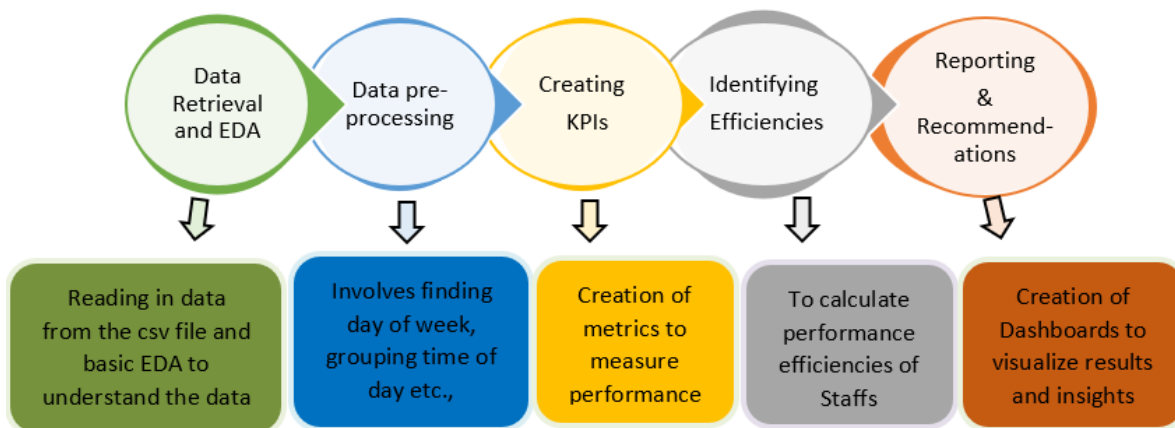 Data
Retrieval
and EDA
Data pre-
processing
Creating
KPIs
Identifying
Efficiencies
Reporting
&
Recommend-
ations
Reading in data
from the csv file and
basic EDA to
understand the data
Involves finding
day of week,
grouping time of
day etc.,
Creation of
metrics to
measure
performance
To calculate
performance
efficiencies of
Staffs
Creation of
Dashboards to
visualize results
and insights